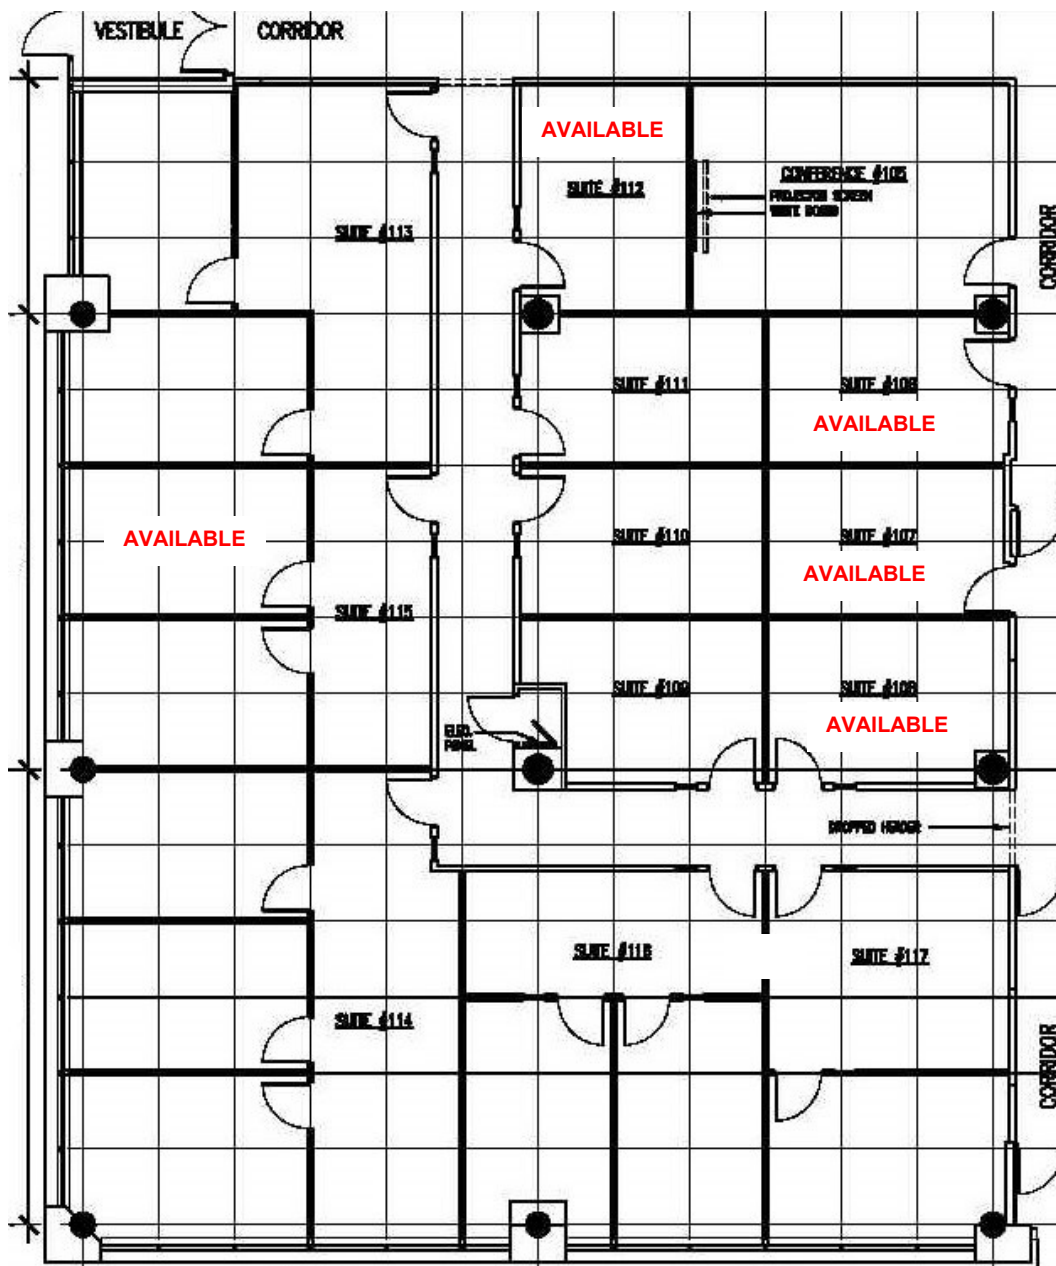 VESTIBULE
CORRIDOR
AVAILABLE
SUITE #112
CONFERENCE #105
PROJECTION SCREEN
WHITE BOARD
SUITE #113
CORRIDOR
SUITE #111
SUITE #106
AVAILABLE
AVAILABLE
SUITE #110
SUITE #107
AVAILABLE
SUITE #115
SUITE #109
SUITE #108
AVAILABLE
ELEC.
PANEL
DROPPED HEADER
SUITE #116
SUITE #117
SUITE #114
CORRIDOR